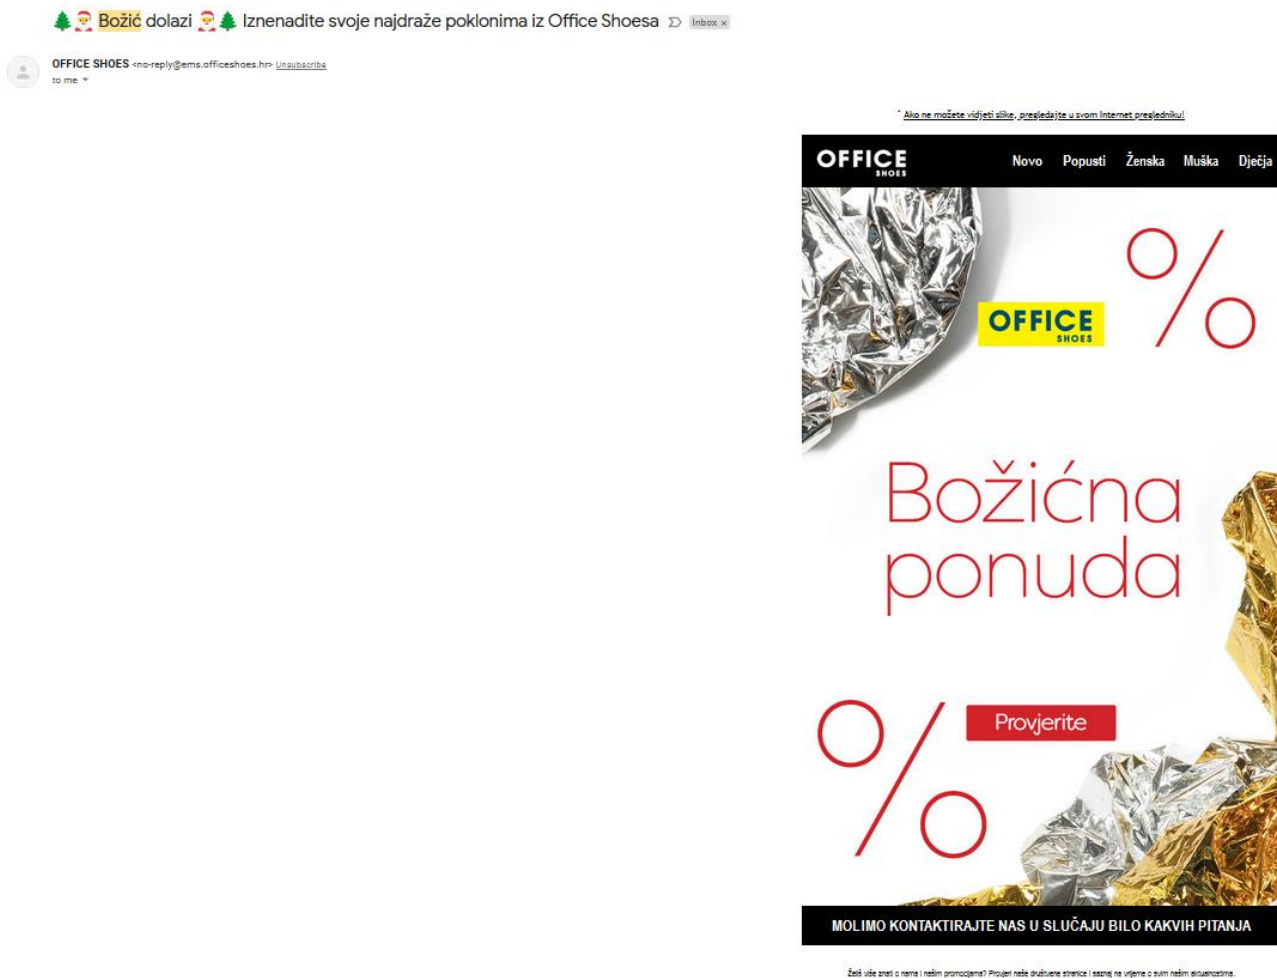 🌲🎅 Božić dolazi 🎅🌲 Iznenadite svoje najdraže poklonima iz Office Shoesa Inbox x
OFFICE SHOES <no-reply@ems.officeshoes.hr> Unsubscribe
to me
* Ako ne možete vidjeti slike, pregledajte u svom Internet pregledniku!
OFFICE SHOES Novo Popusti Ženska Muška Dječja
%
OFFICE
SHOES
Božićna
ponuda
%
Provjerite
MOLIMO KONTAKTIRAJTE NAS U SLUČAJU BILO KAKVIH PITANJA
Želiš više znati o nama i našim promocijama? Provjeri naše društvene stranice i saznaj na vrijeme o svim našim aktualnostima.